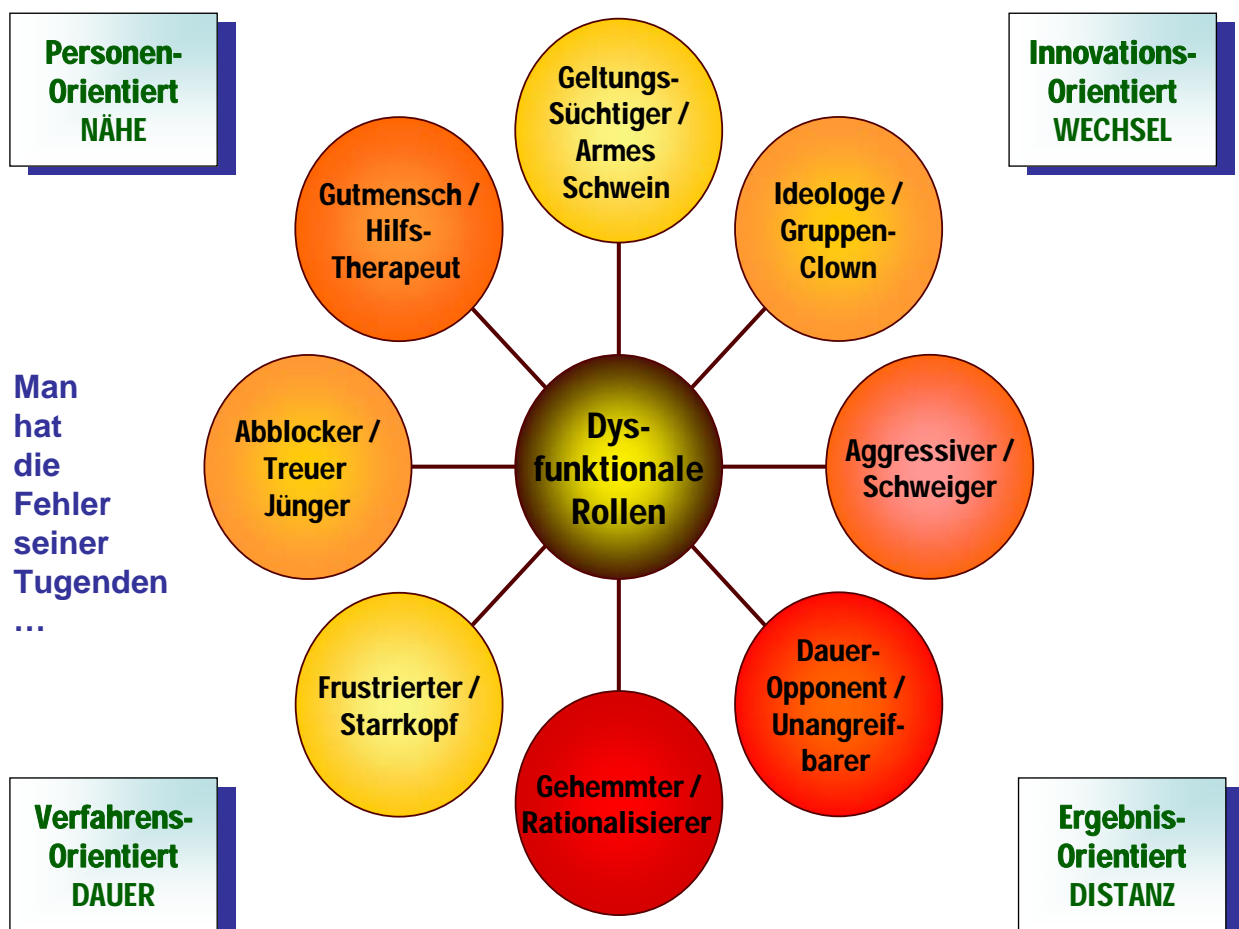 Personen-
Orientiert
NÄHE
Geltungs-
Süchtiger /
Armes
Schwein
Innovations-
Orientiert
WECHSEL
Gutmensch /
Hilfs-
Therapeut
Ideologe /
Gruppen-
Clown
Man
hat
die
Fehler
seiner
Tugenden
…
Abblocker /
Treuer
Jünger
Dys-
funktionale
Rollen
Aggressiver /
Schweiger
Frustrierter /
Starrkopf
Dauer-
Opponent /
Unangreif-
barer
Gehemmter /
Rationalisierer
Verfahrens-
Orientiert
DAUER
Ergebnis-
Orientiert
DISTANZ